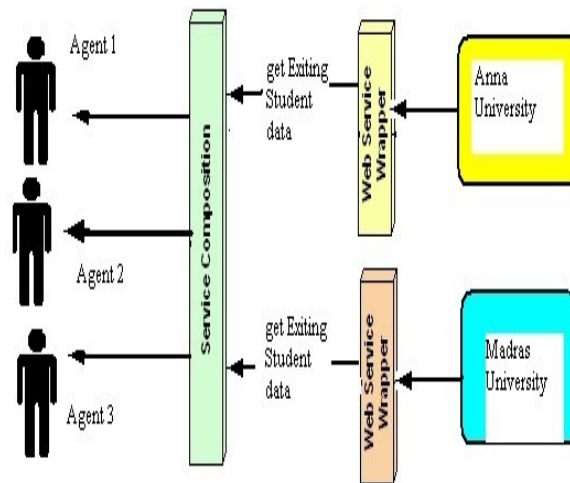 Agent 1
Agent 2
Agent 3
Service Composition
get Exiting
Student
data
Web Service
Wrapper
Anna
University
get Exiting
Student
data
Web Service
Wrapper
Madras
University